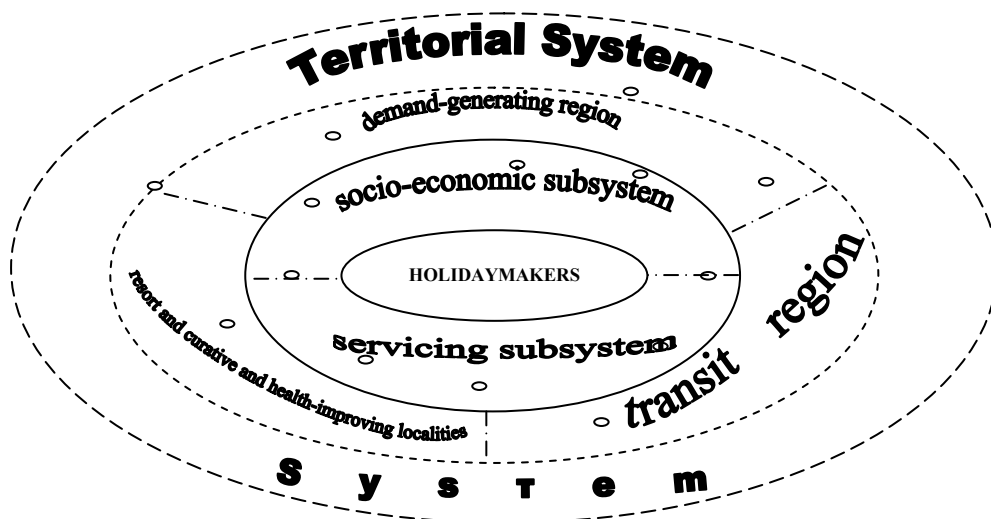 Territorial System
demand-generating region
socio-economic subsystem
HOLIDAYMAKERS
servicing subsystem
resort and curative and health-improving localities
transit region
S y s т e m